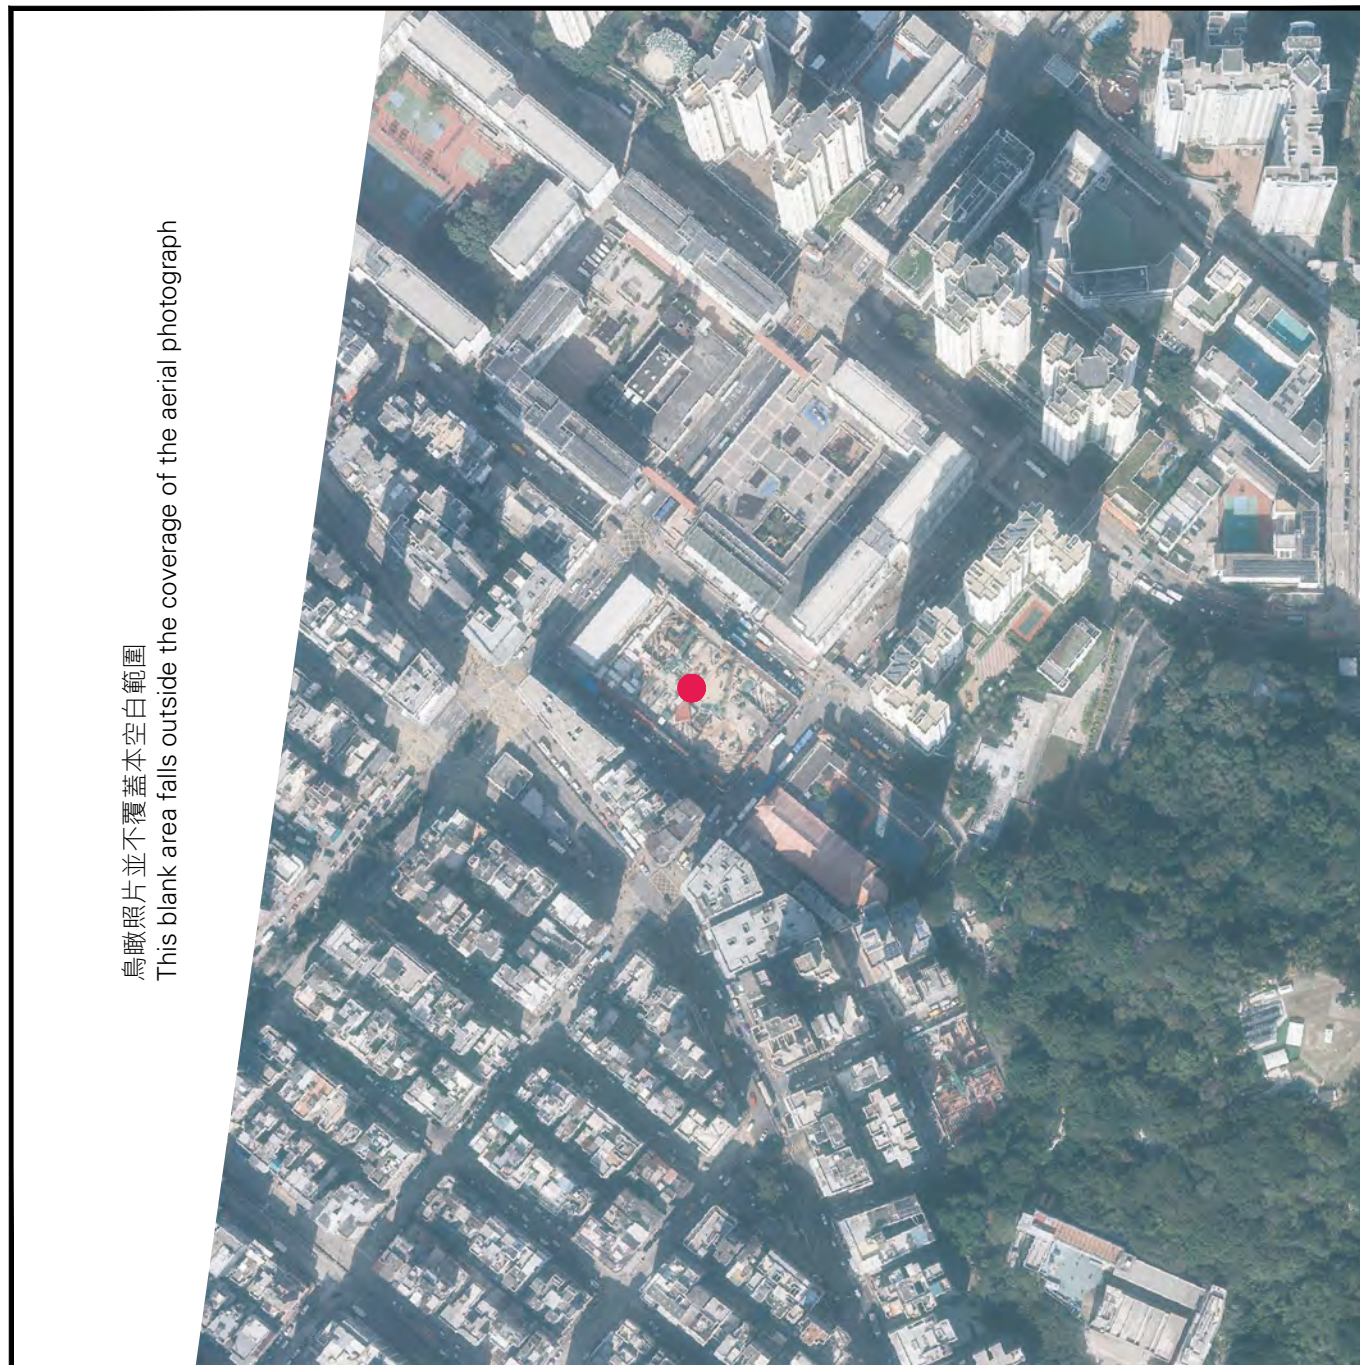 鳥瞰照片並不覆蓋本空白範圍
This blank area falls outside the coverage of the aerial photograph